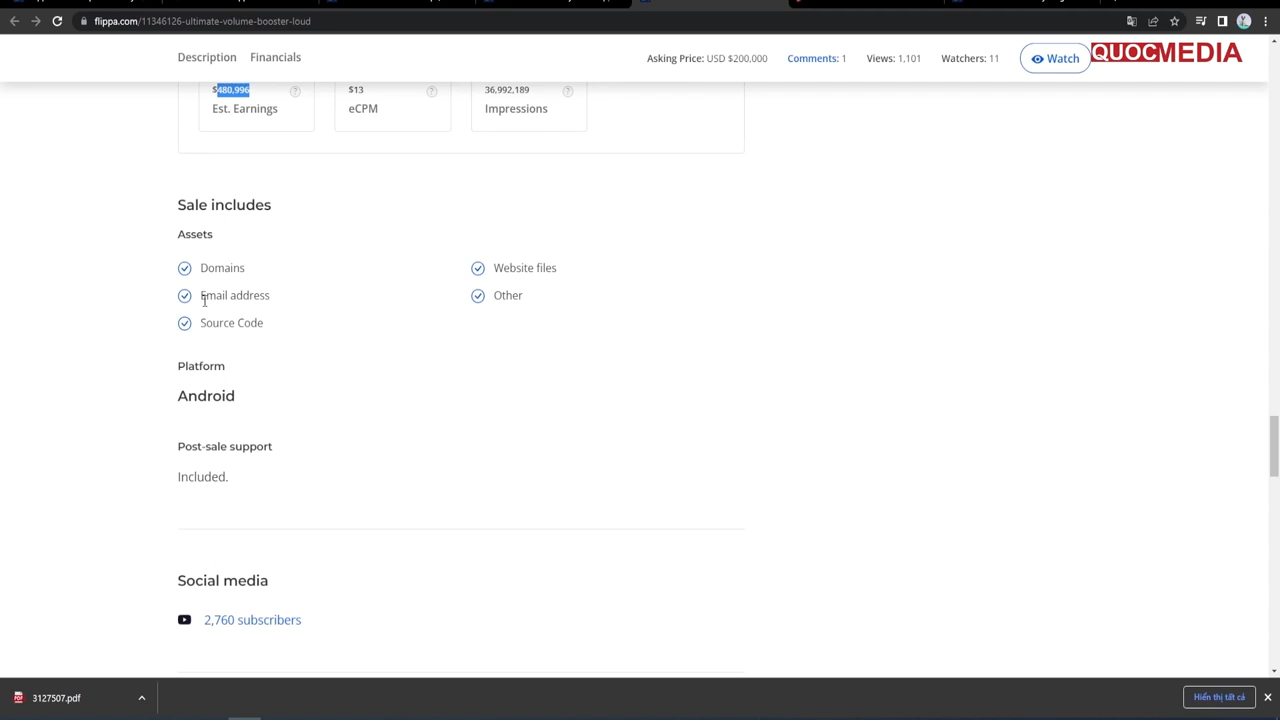 flippa.com/11346126-ultimate-volume-booster-loud
Description Financials
Asking Price: USD $200,000 Comments: 1 Views: 1,101 Watchers: 11 Watch
QUOCMEDIA
$480,996 ? $13 ? 36,992,189 ?
Est. Earnings eCPM Impressions
Sale includes
Assets
Domains Website files
Email address Other
Source Code
Platform
Android
Post-sale support
Included.
Social media
2,760 subscribers
3127507.pdf Hiển thị tất cả